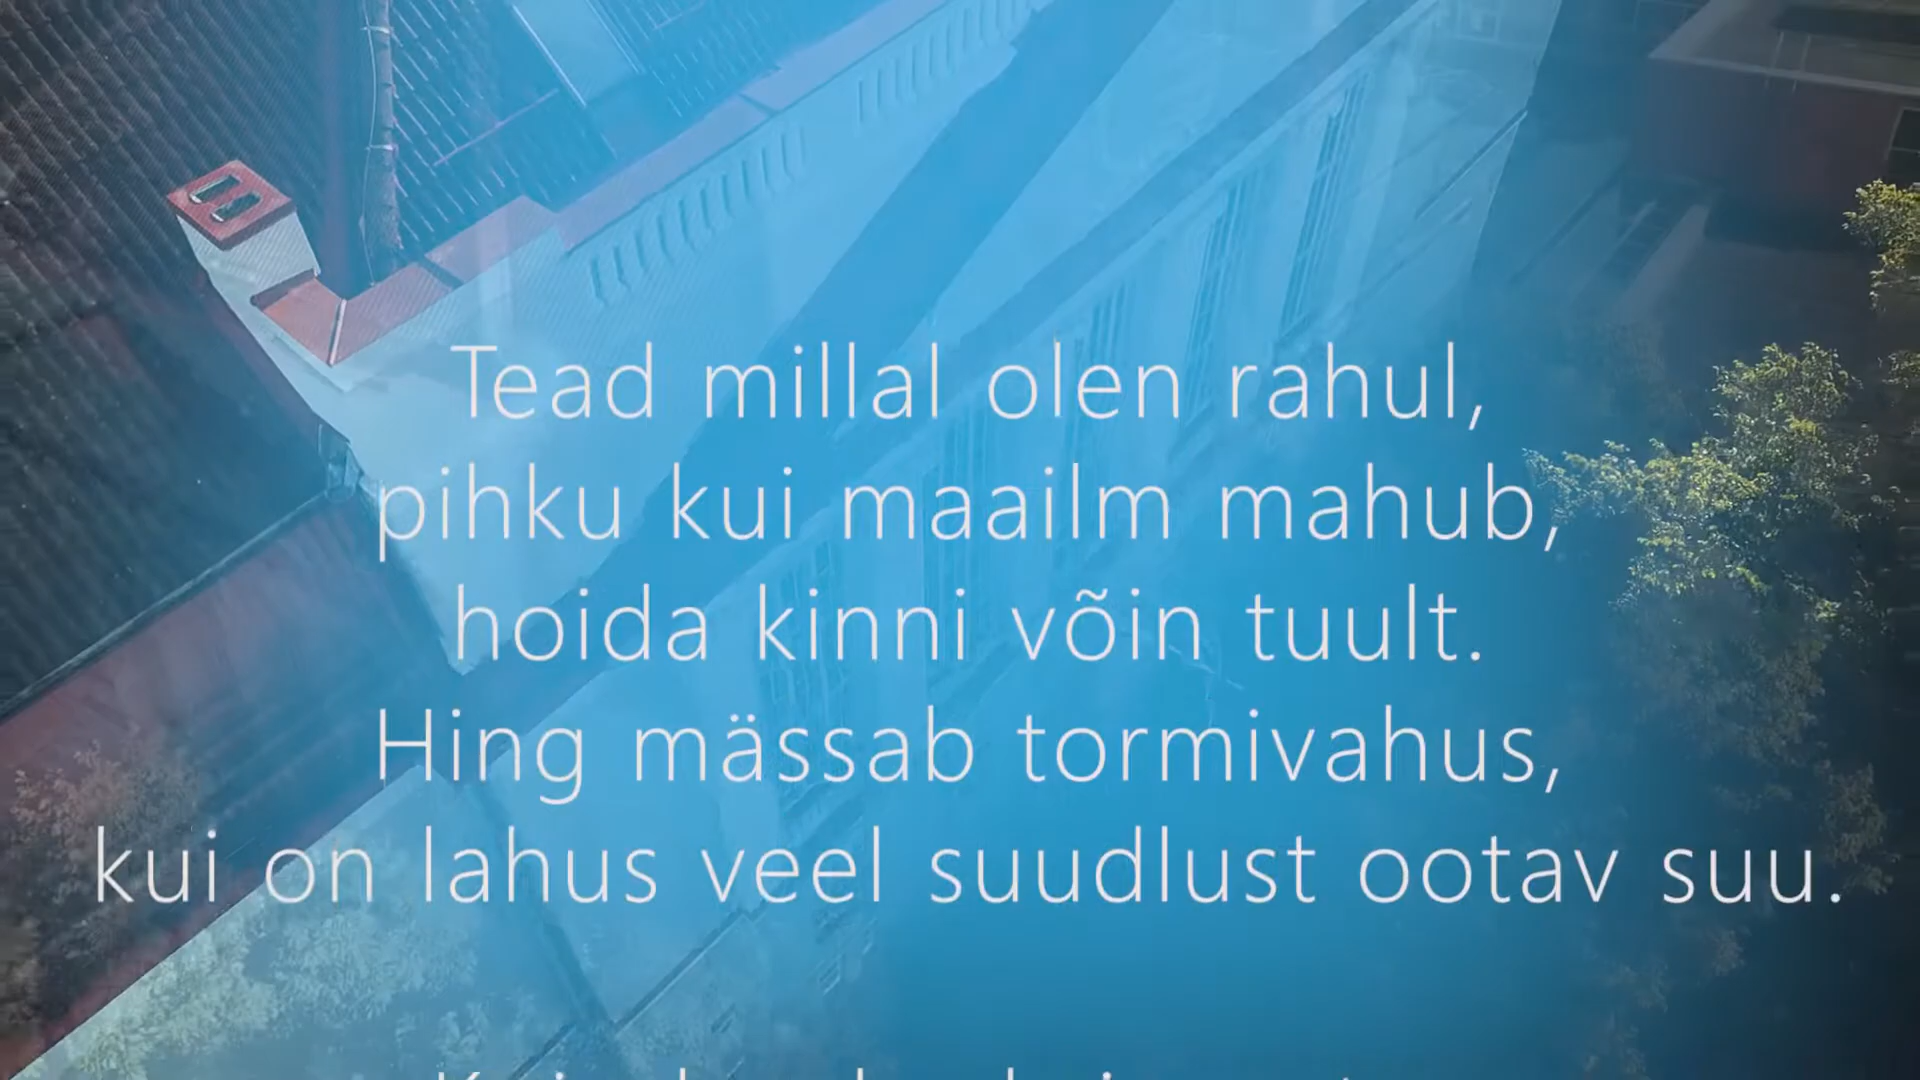 Tead millal olen rahul,
pihku kui maailm mahub,
hoida kinni võin tuult.
Hing mässab tormivahus,
kui on lahus veel suudlust ootav suu.